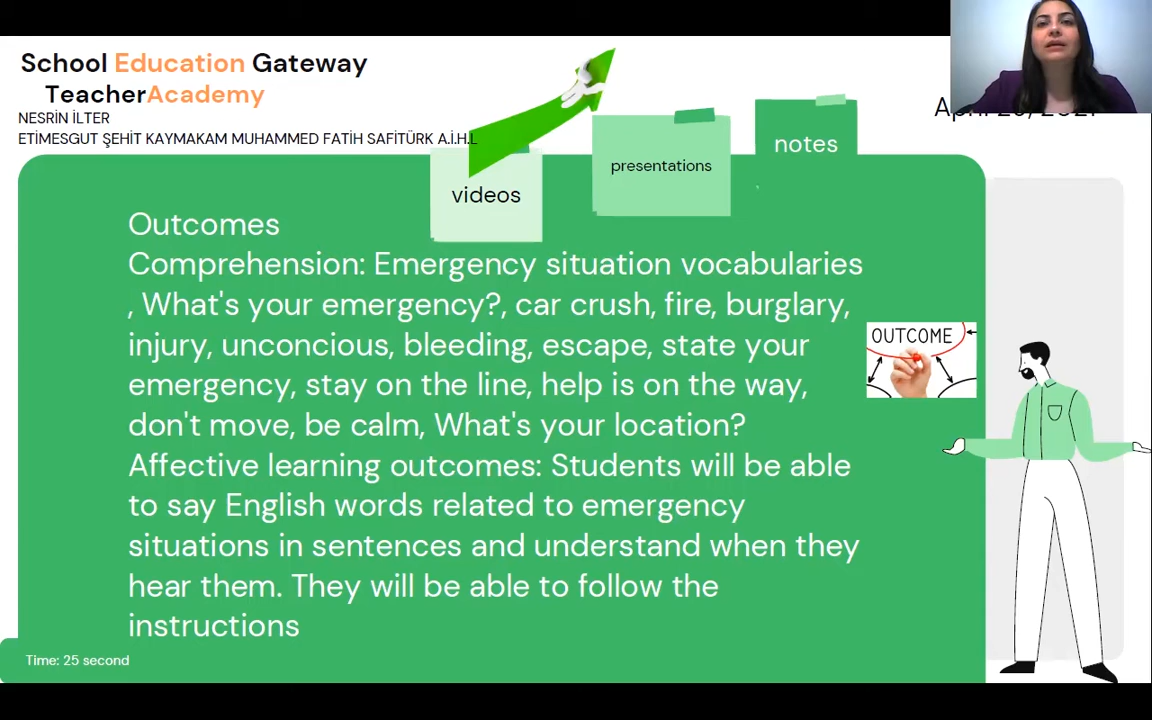 School Education Gateway
TeacherAcademy
NESRİN İLTER
ETİMESGUT ŞEHİT KAYMAKAM MUHAMMED FATİH SAFİTÜRK A.İ.H.L
videos
presentations
notes
Outcomes
Comprehension: Emergency situation vocabularies
, What's your emergency?, car crush, fire, burglary,
injury, unconcious, bleeding, escape, state your
emergency, stay on the line, help is on the way,
don't move, be calm, What's your location?
Affective learning outcomes: Students will be able
to say English words related to emergency
situations in sentences and understand when they
hear them. They will be able to follow the
instructions
OUTCOME
Time: 25 second